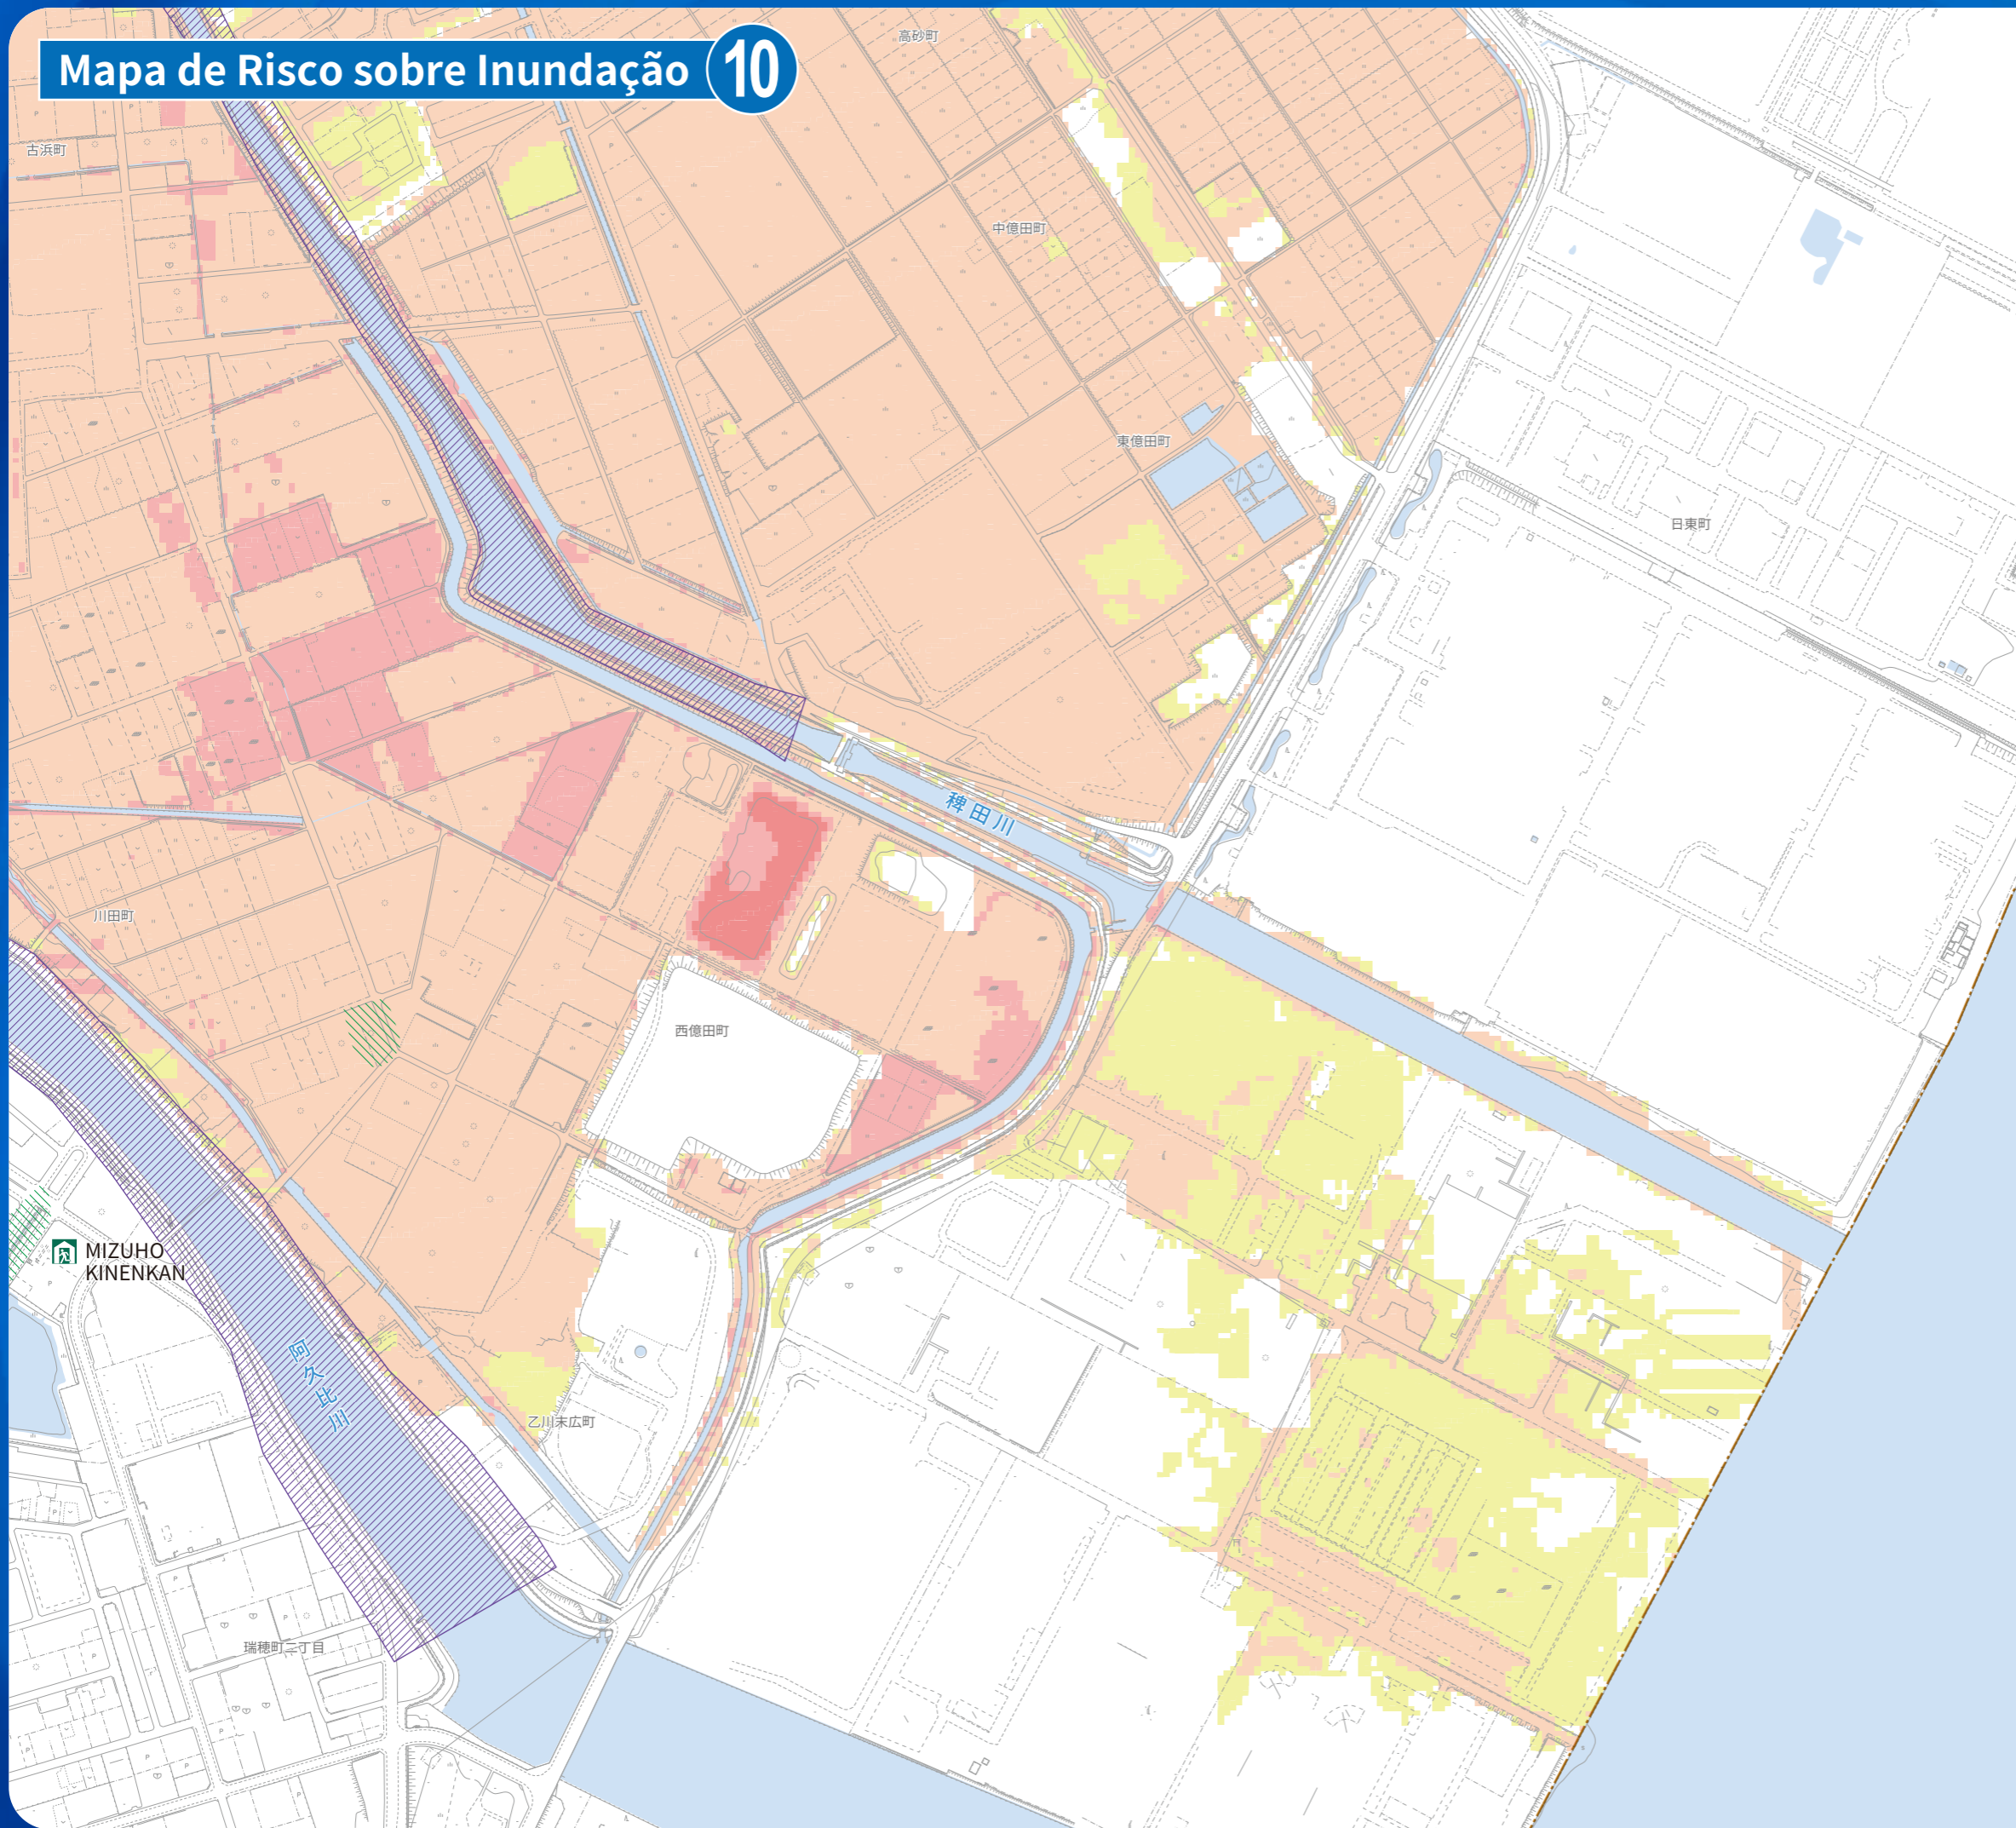 Mapa de Risco sobre Inundação 10
高砂町
古浜町
中億田町
東億田町
日東町
稗田川
川田町
西億田町
MIZUHO
KINENKAN
阿久比川
乙川末広町
瑞穂町二丁目